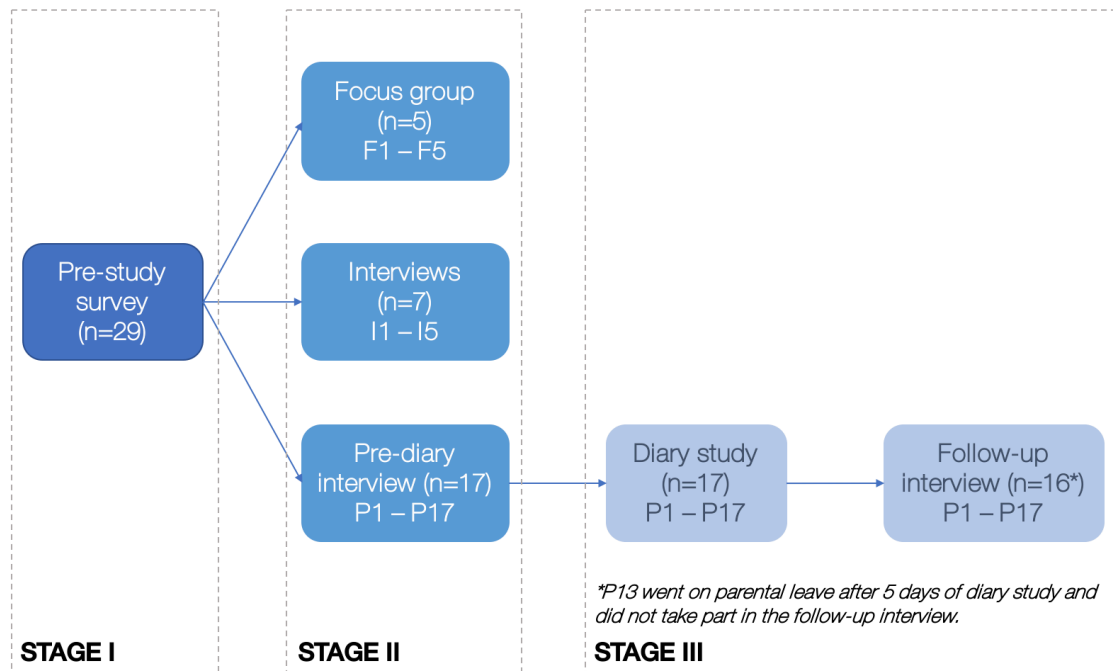 Pre-study
survey
(n=29)
Focus group
(n=5)
F1 – F5
Interviews
(n=7)
I1 – I5
Pre-diary
interview (n=17)
P1 – P17
Diary study
(n=17)
P1 – P17
Follow-up
interview (n=16*)
P1 – P17
*P13 went on parental leave after 5 days of diary study and
did not take part in the follow-up interview.
STAGE I
STAGE II
STAGE III